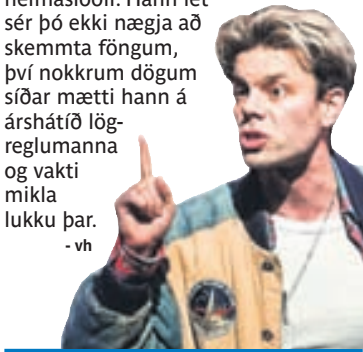 sér þó ekki nægja að
skemmta föngum,
því nokkrum dögum
síðar mætti hann á
árshátíð lög-
reglumanna
og vakti
mikla
lukku þar.
- vh